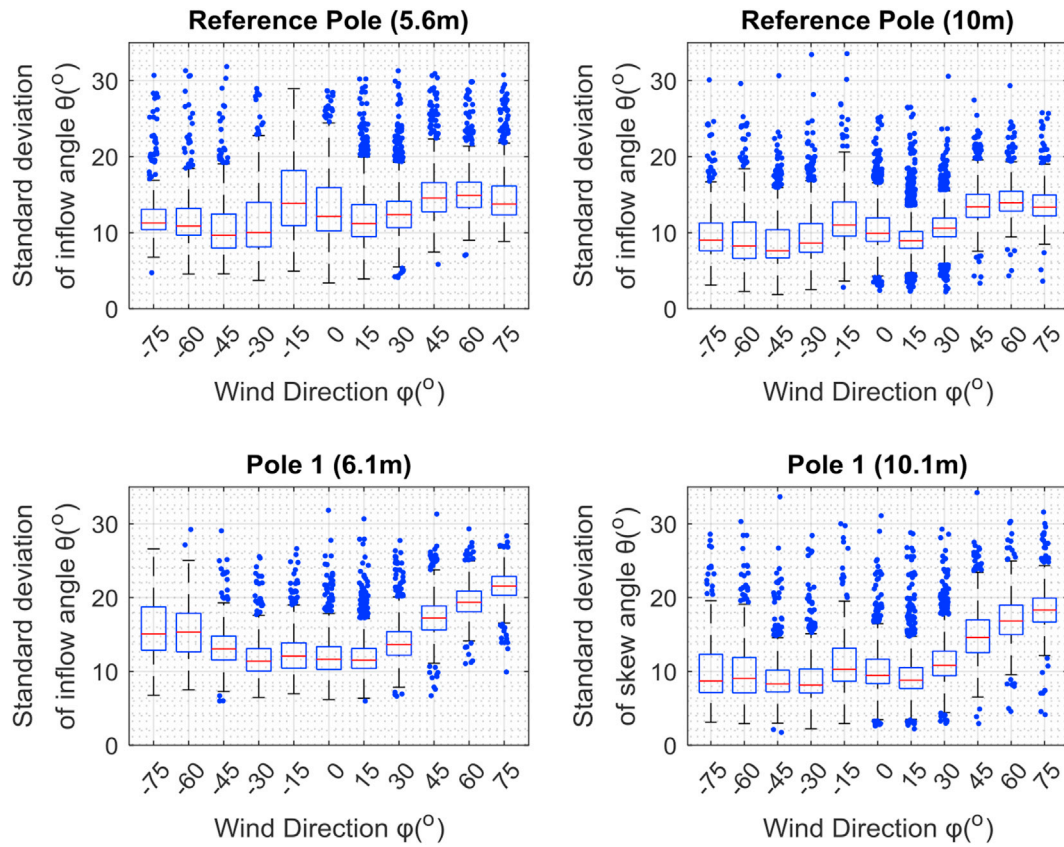 Reference Pole (5.6m)
Standard deviation
of inflow angle θ(°)
30
20
10
0
-75 -60 -45 -30 -15 0 15 30 45 60 75
Wind Direction φ(°)
Reference Pole (10m)
Standard deviation
of inflow angle θ(°)
30
20
10
0
-75 -60 -45 -30 -15 0 15 30 45 60 75
Wind Direction φ(°)
Pole 1 (6.1m)
Standard deviation
of inflow angle θ(°)
30
20
10
0
-75 -60 -45 -30 -15 0 15 30 45 60 75
Wind Direction φ(°)
Pole 1 (10.1m)
Standard deviation
of skew angle θ(°)
30
20
10
0
-75 -60 -45 -30 -15 0 15 30 45 60 75
Wind Direction φ(°)